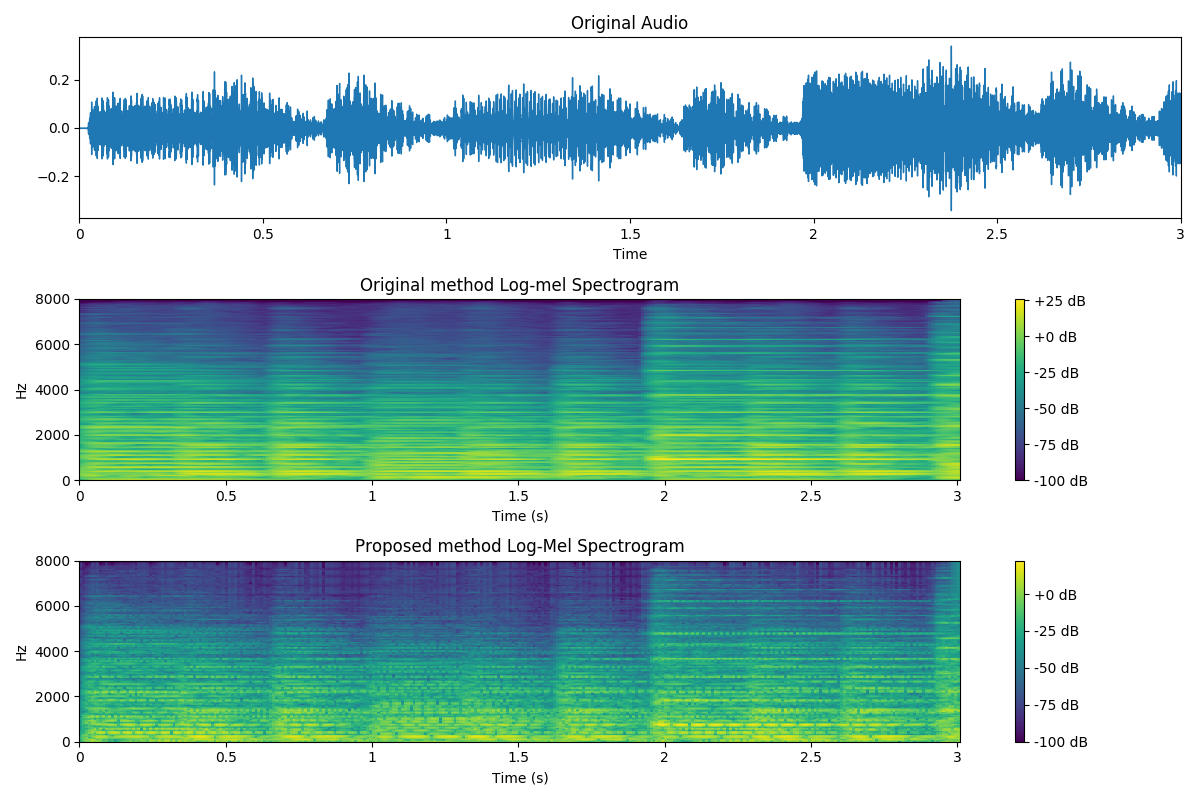 Original Audio
0.2
0.0
−0.2
0 0.5 1 1.5 2 2.5 3
Time
Original method Log-mel Spectrogram
8000
6000
4000
2000
0
Hz
0 0.5 1 1.5 2 2.5 3
Time (s)
+25 dB
+0 dB
-25 dB
-50 dB
-75 dB
-100 dB
Proposed method Log-Mel Spectrogram
8000
6000
4000
2000
0
Hz
0 0.5 1 1.5 2 2.5 3
Time (s)
+0 dB
-25 dB
-50 dB
-75 dB
-100 dB